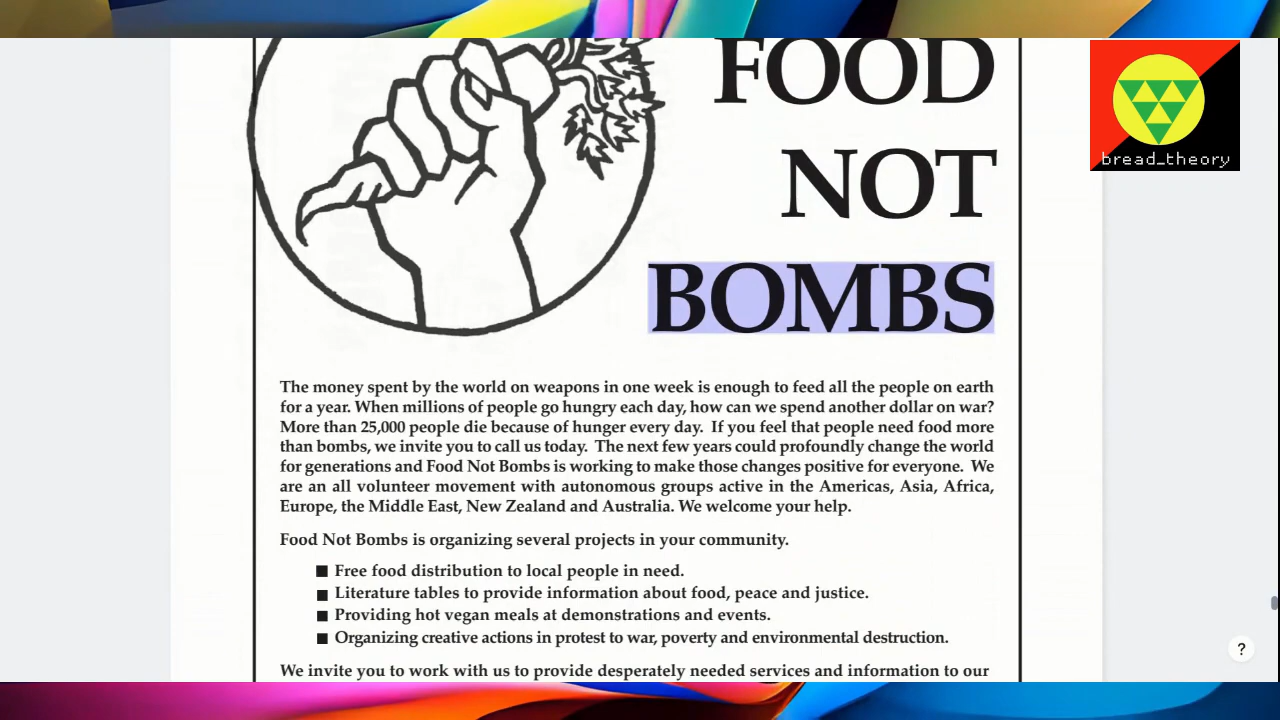 FOOD
NOT
BOMBS
bread_theory
The money spent by the world on weapons in one week is enough to feed all the people on earth
for a year. When millions of people go hungry each day, how can we spend another dollar on war?
More than 25,000 people die because of hunger every day. If you feel that people need food more
than bombs, we invite you to call us today. The next few years could profoundly change the world
for generations and Food Not Bombs is working to make those changes positive for everyone. We
are an all volunteer movement with autonomous groups active in the Americas, Asia, Africa,
Europe, the Middle East, New Zealand and Australia. We welcome your help.
Food Not Bombs is organizing several projects in your community.
■ Free food distribution to local people in need.
■ Literature tables to provide information about food, peace and justice.
■ Providing hot vegan meals at demonstrations and events.
■ Organizing creative actions in protest to war, poverty and environmental destruction.
We invite you to work with us to provide desperately needed services and information to our
?